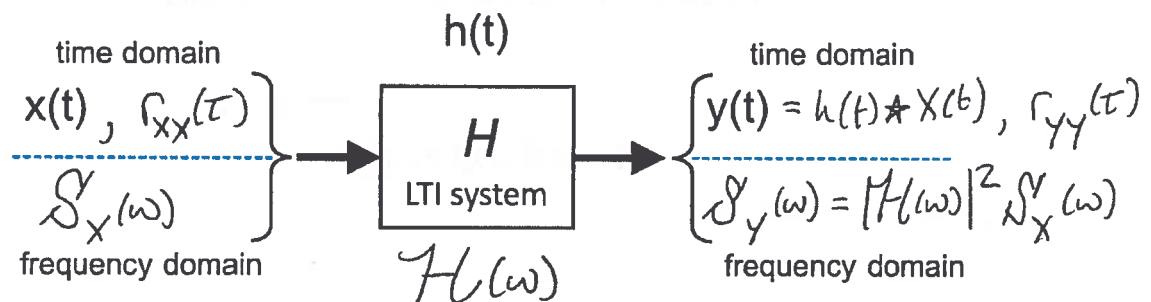 h(t)
time domain
x(t) , r_xx(τ)
S_x(ω)
frequency domain
H
LTI system
H(ω)
time domain
y(t) = h(t) ★ x(t), r_yy(τ)
S_y(ω) = |H(ω)|² S_x(ω)
frequency domain